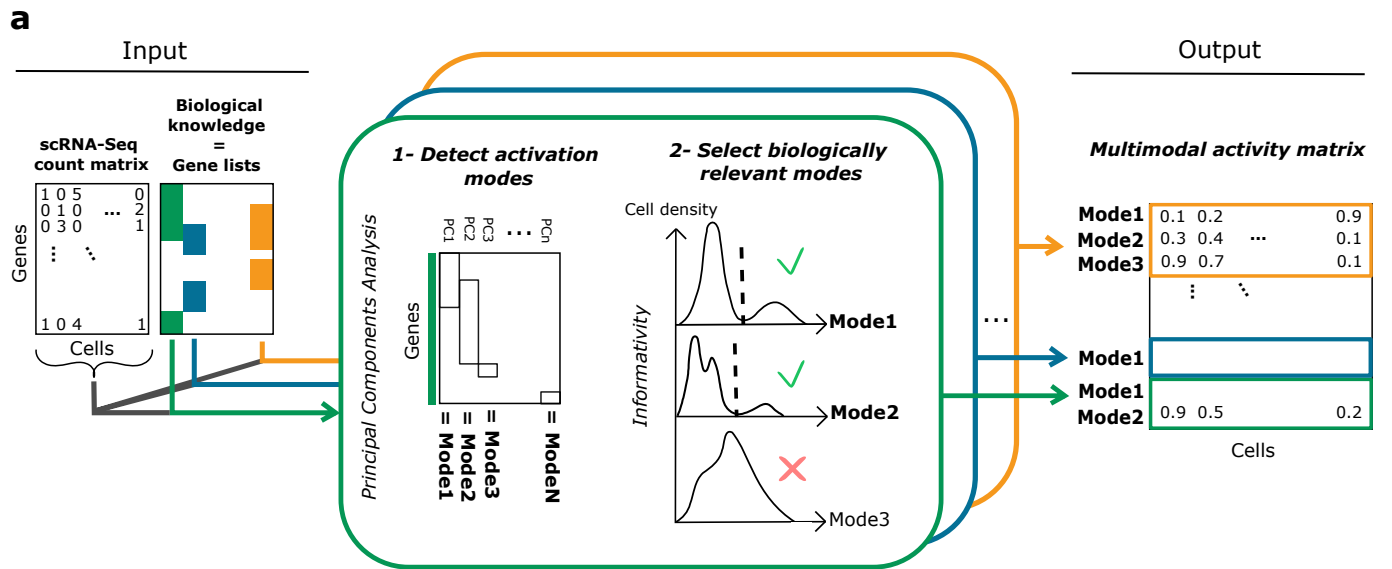 a
Input
Output
Biological
knowledge
=
Gene lists
scRNA-Seq
count matrix
1 0 5 0
0 1 0 ... 2
0 3 0 1
...
...
1 0 4 1
Genes
Cells
Principal Components Analysis
1- Detect activation
modes
PC1
PC2
PC3
...
PCn
Genes
= Mode1
= Mode2
= Mode3
= ModeN
2- Select biologically
relevant modes
Cell density
Informativity
Mode1
Mode2
Mode3
...
Multimodal activity matrix
Mode1 0.1 0.2 0.9
Mode2 0.3 0.4 ... 0.1
Mode3 0.9 0.7 0.1
...
...
Mode1
Mode1
Mode2 0.9 0.5 0.2
Cells